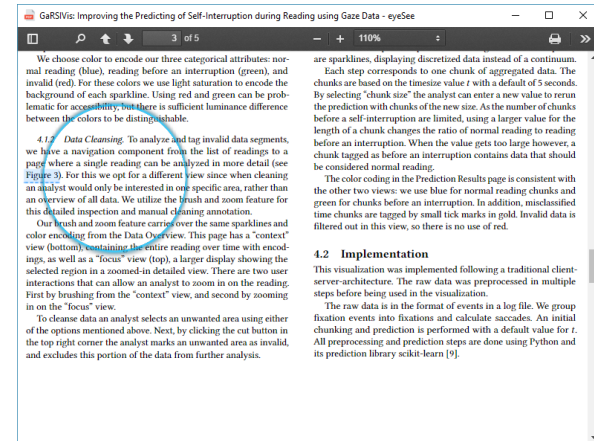 GaRSIVis: Improving the Predicting of Self-Interruption during Reading using Gaze Data - eyeSee
3 of 5
110%
We choose color to encode our three categorical attributes: nor-
mal reading (blue), reading before an interruption (green), and
invalid (red). For these colors we use light saturation to encode the
background of each sparkline. Using red and green can be prob-
lematic for accessibility, but there is sufficient luminance difference
between the colors to be distinguishable.
4.1.2 Data Cleansing. To analyze and tag invalid data segments,
we have a navigation component from the list of readings to a
page where a single reading can be analyzed in more detail (see
Figure 3). For this we opt for a different view since when cleaning
an analyst would only be interested in one specific area, rather than
an overview of all data. We utilize the brush and zoom feature for
this detailed inspection and manual cleaning annotation.
Our brush and zoom feature carries over the same sparklines and
color encoding from the Data Overview. This page has a "context"
view (bottom), containing the entire reading over time with encod-
ings, as well as a "focus" view (top), a larger display showing the
selected region in a zoomed-in detailed view. There are two user
interactions that can allow an analyst to zoom in on the reading.
First by brushing from the "context" view, and second by zooming
in on the "focus" view.
To cleanse data an analyst selects an unwanted area using either
of the options mentioned above. Next, by clicking the cut button in
the top right corner the analyst marks an unwanted area as invalid,
and excludes this portion of the data from further analysis.
are sparklines, displaying discretized data instead of a continuum.
Each step corresponds to one chunk of aggregated data. The
chunks are based on the timesize value t with a default of 5 seconds.
By selecting "chunk size" the analyst can enter a new value to rerun
the prediction with chunks of the new size. As the number of chunks
before a self-interruption are limited, using a larger value for the
length of a chunk changes the ratio of normal reading to reading
before an interruption. When the value gets too large however, a
chunk tagged as before an interruption contains data that should
be considered normal reading.
The color coding in the Prediction Results page is consistent with
the other two views: we use blue for normal reading chunks and
green for chunks before an interruption. In addition, misclassified
time chunks are tagged by small tick marks in gold. Invalid data is
filtered out in this view, so there is no use of red.
4.2 Implementation
This visualization was implemented following a traditional client-
server-architecture. The raw data was preprocessed in multiple
steps before being used in the visualization.
The raw data is in the format of events in a log file. We group
fixation events into fixations and calculate saccades. An initial
chunking and prediction is performed with a default value for t.
All preprocessing and prediction steps are done using Python and
its prediction library scikit-learn [9].